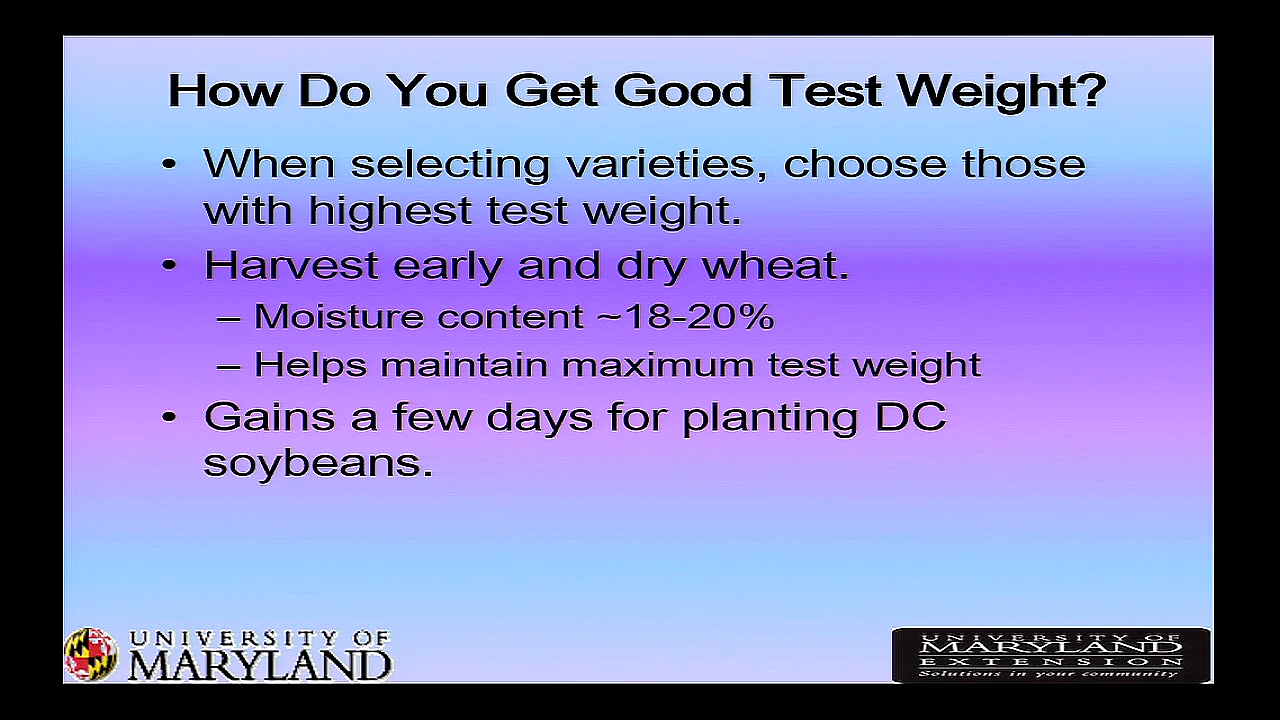 How Do You Get Good Test Weight?
• When selecting varieties, choose those
with highest test weight.
• Harvest early and dry wheat.
– Moisture content ~18-20%
– Helps maintain maximum test weight
• Gains a few days for planting DC
soybeans.
UNIVERSITY OF
MARYLAND
UNIVERSITY OF
MARYLAND
EXTENSION
Solutions in your community